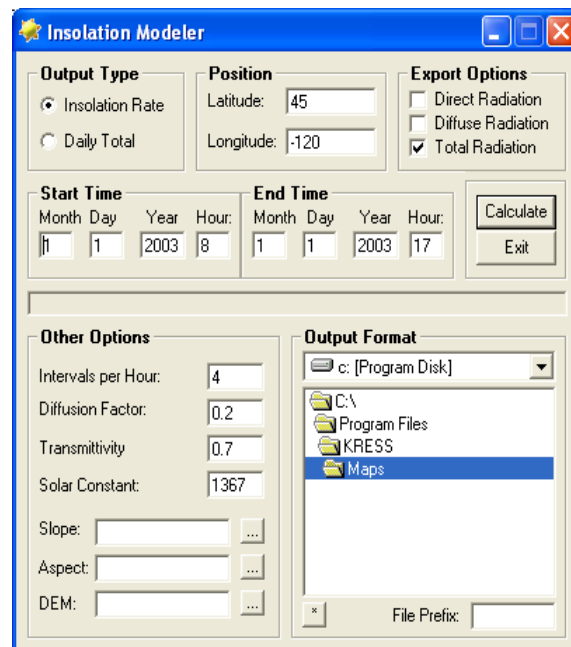 Insolation Modeler
Output Type
Insolation Rate
Daily Total
Position
Latitude: 45
Longitude: -120
Export Options
Direct Radiation
Diffuse Radiation
Total Radiation
Start Time
Month Day Year Hour:
1 1 2003 8
End Time
Month Day Year Hour:
1 1 2003 17
Calculate
Exit
Other Options
Intervals per Hour: 4
Diffusion Factor: 0.2
Transmittivity 0.7
Solar Constant: 1367
Slope: ...
Aspect: ...
DEM: ...
Output Format
c: [Program Disk]
C:\
Program Files
KRESS
Maps
*
File Prefix: